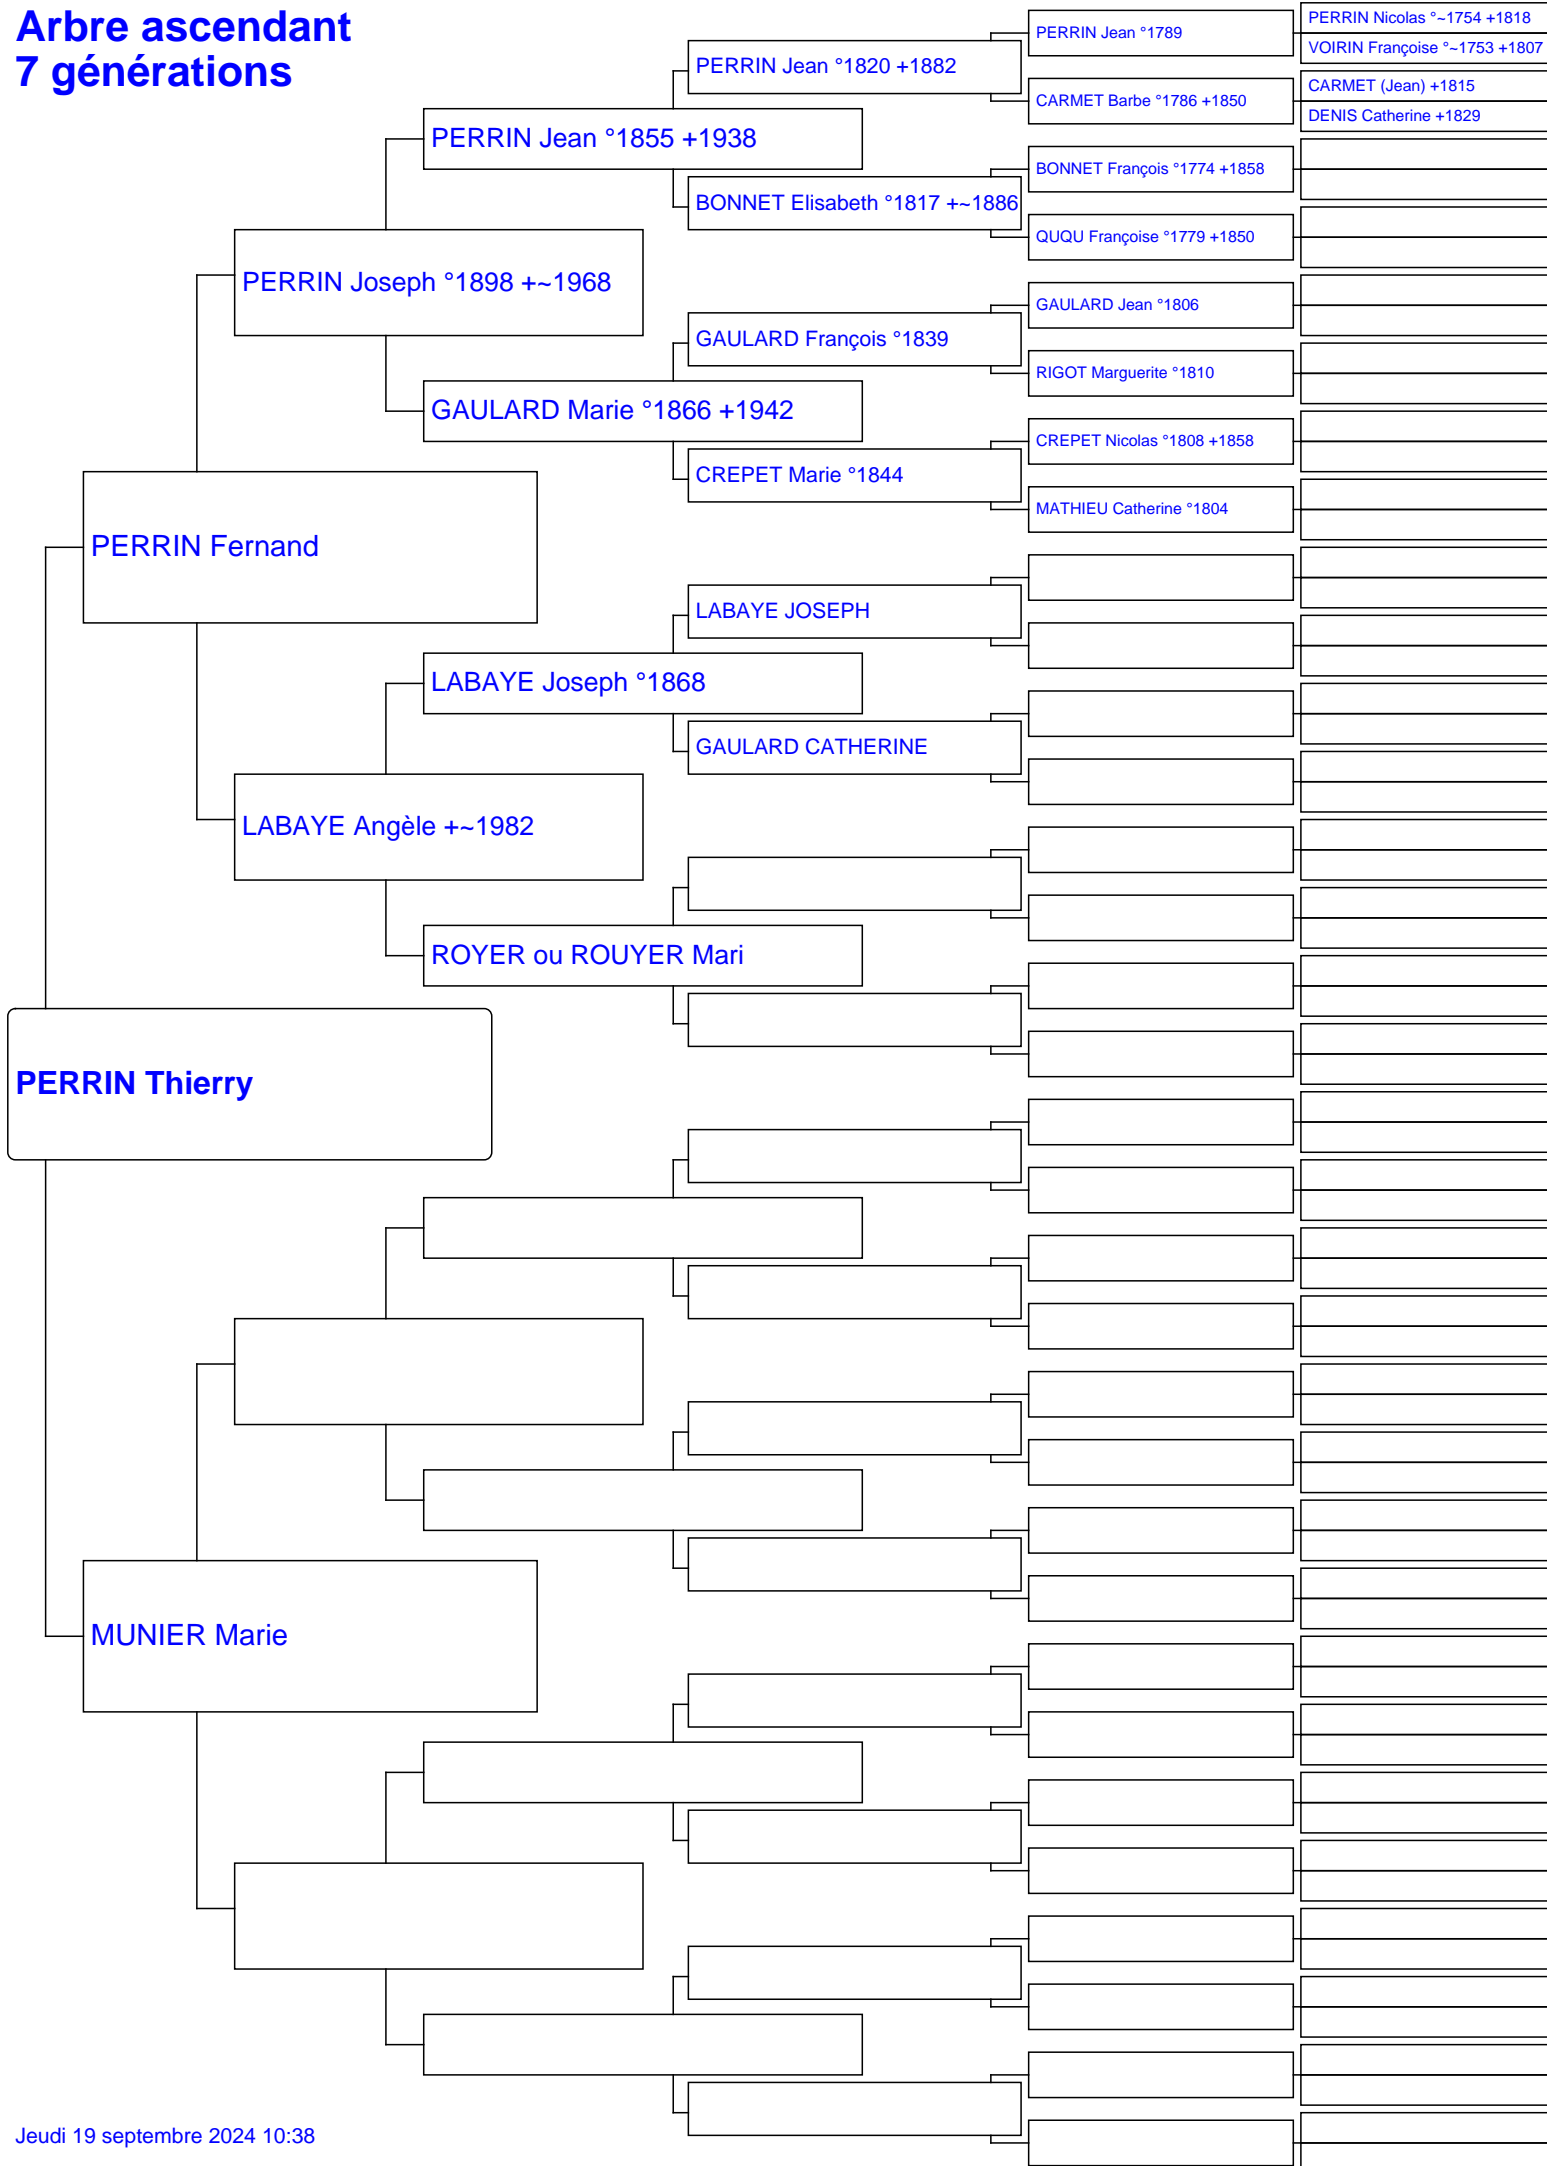 Arbre ascendant
7 générations
PERRIN Nicolas °~1754 +1818
PERRIN Jean °1789
VOIRIN Françoise °~1753 +1807
PERRIN Jean °1820 +1882
CARMET (Jean) +1815
CARMET Barbe °1786 +1850
DENIS Catherine +1829
PERRIN Jean °1855 +1938
BONNET François °1774 +1858
BONNET Elisabeth °1817 +~1886
QUQU Françoise °1779 +1850
PERRIN Joseph °1898 +~1968
GAULARD Jean °1806
GAULARD François °1839
RIGOT Marguerite °1810
GAULARD Marie °1866 +1942
CREPET Nicolas °1808 +1858
CREPET Marie °1844
MATHIEU Catherine °1804
PERRIN Fernand
LABAYE JOSEPH
LABAYE Joseph °1868
GAULARD CATHERINE
LABAYE Angèle +~1982
ROYER ou ROUYER Mari
PERRIN Thierry
MUNIER Marie
Jeudi 19 septembre 2024 10:38